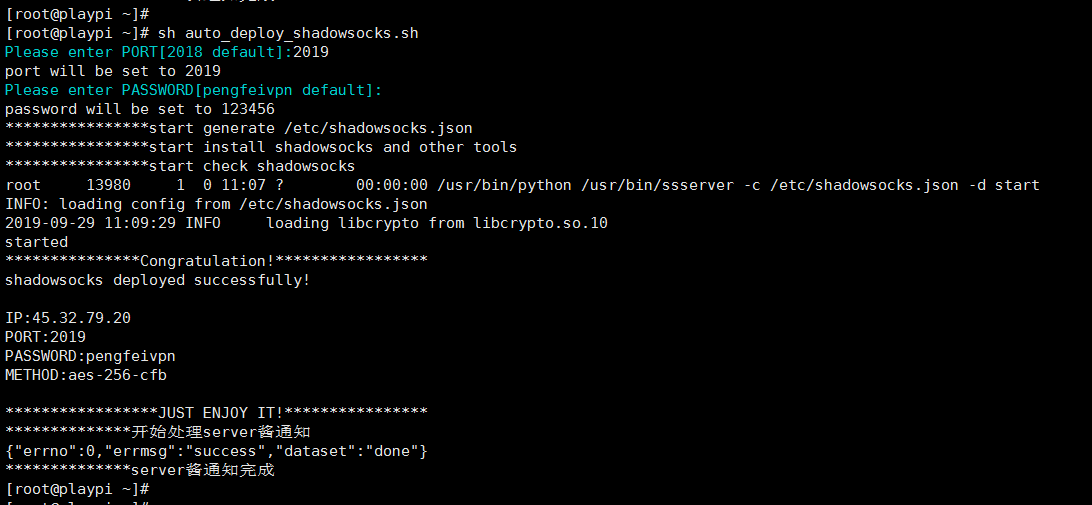 [root@playpi ~]#
[root@playpi ~]# sh auto_deploy_shadowsocks.sh
Please enter PORT[2018 default]:2019
port will be set to 2019
Please enter PASSWORD[pengfeivpn default]:
password will be set to 123456
****************start generate /etc/shadowsocks.json
****************start install shadowsocks and other tools
****************start check shadowsocks
root     13980     1  0 11:07 ?        00:00:00 /usr/bin/python /usr/bin/ssserver -c /etc/shadowsocks.json -d start
INFO: loading config from /etc/shadowsocks.json
2019-09-29 11:09:29 INFO     loading libcrypto from libcrypto.so.10
started
***************Congratulation!*****************
shadowsocks deployed successfully!
IP:45.32.79.20
PORT:2019
PASSWORD:pengfeivpn
METHOD:aes-256-cfb
*****************JUST ENJOY IT!****************
**************开始处理server酱通知
{"errno":0,"errmsg":"success","dataset":"done"}
**************server酱通知完成
[root@playpi ~]#